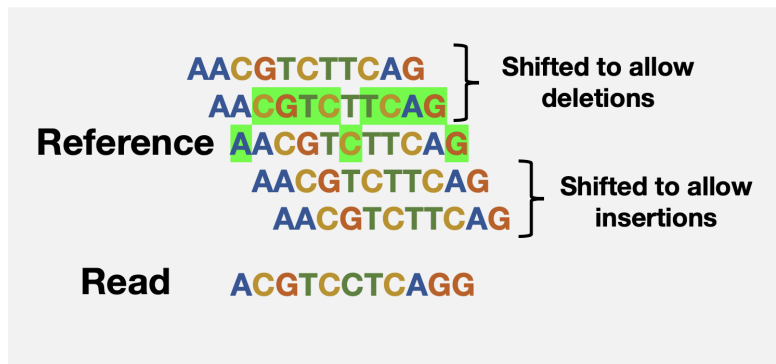 AACGTCTTCAG
Shifted to allow
deletions
AACGTCTTCAG
Reference AACGTCTTCAG
AACGTCTTCAG
Shifted to allow
insertions
AACGTCTTCAG
Read ACGTCCTCAGG